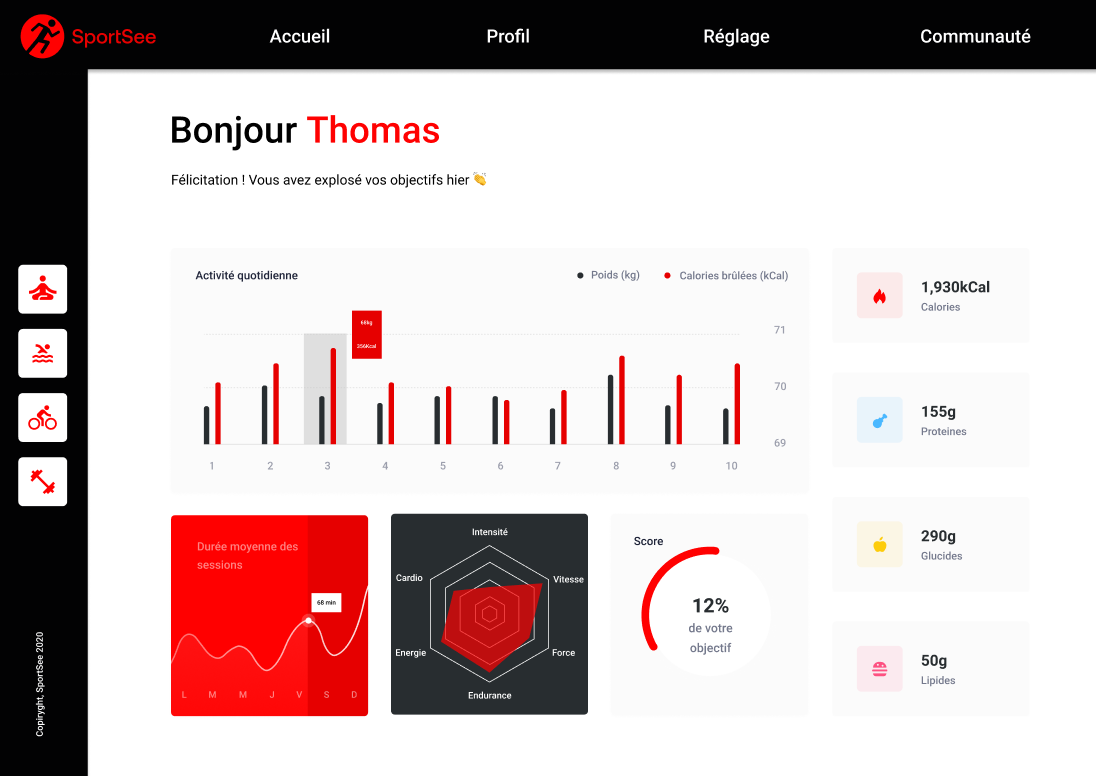 SportSee
Accueil
Profil
Réglage
Communauté
Bonjour Thomas
Félicitation ! Vous avez explosé vos objectifs hier 👏
Activité quotidienne
Poids (kg)
Calories brûlées (kCal)
66kg
356Kcal
71
70
69
1 2 3 4 5 6 7 8 9 10
1,930kCal
Calories
155g
Proteines
290g
Glucides
50g
Lipides
Durée moyenne des
sessions
68 min
L M M J V S D
Intensité
Vitesse
Force
Endurance
Energie
Cardio
Score
12%
de votre
objectif
Copiryght, SportSee 2020